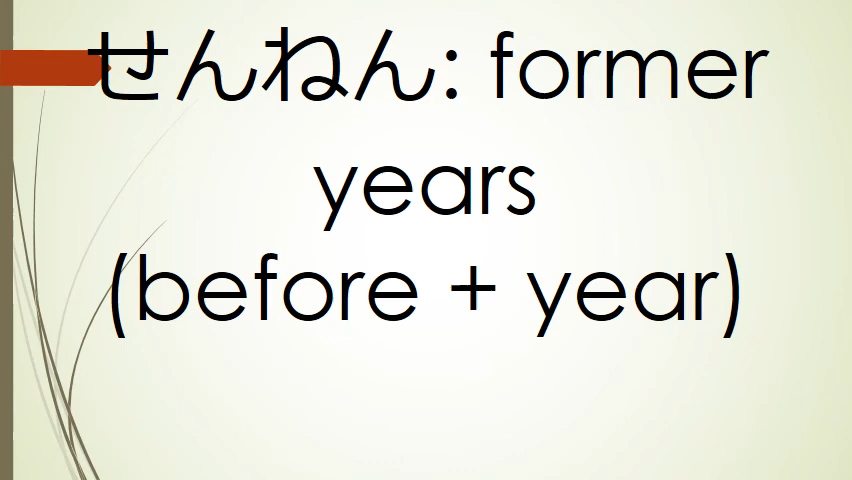 せんねん: former
years
(before + year)